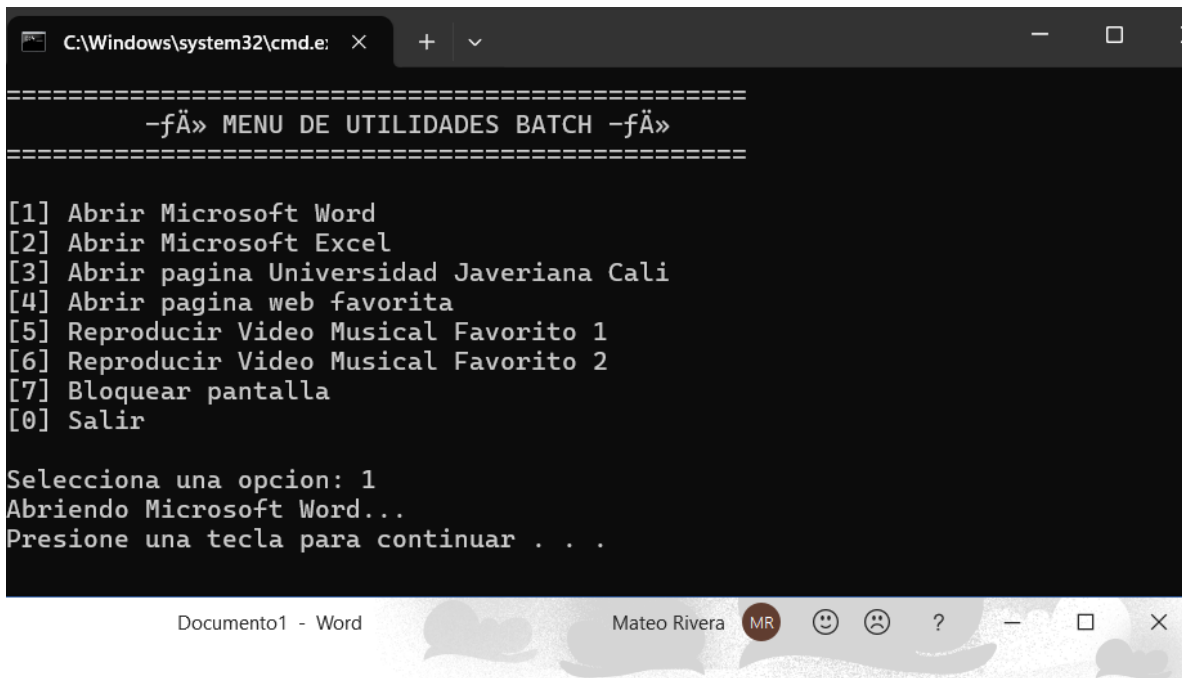 C:\Windows\system32\cmd.e:
================================================
-fÄ» MENU DE UTILIDADES BATCH -fÄ»
================================================
[1] Abrir Microsoft Word
[2] Abrir Microsoft Excel
[3] Abrir pagina Universidad Javeriana Cali
[4] Abrir pagina web favorita
[5] Reproducir Video Musical Favorito 1
[6] Reproducir Video Musical Favorito 2
[7] Bloquear pantalla
[0] Salir
Selecciona una opcion: 1
Abriendo Microsoft Word...
Presione una tecla para continuar . . .
Documento1 - Word Mateo Rivera MR ?